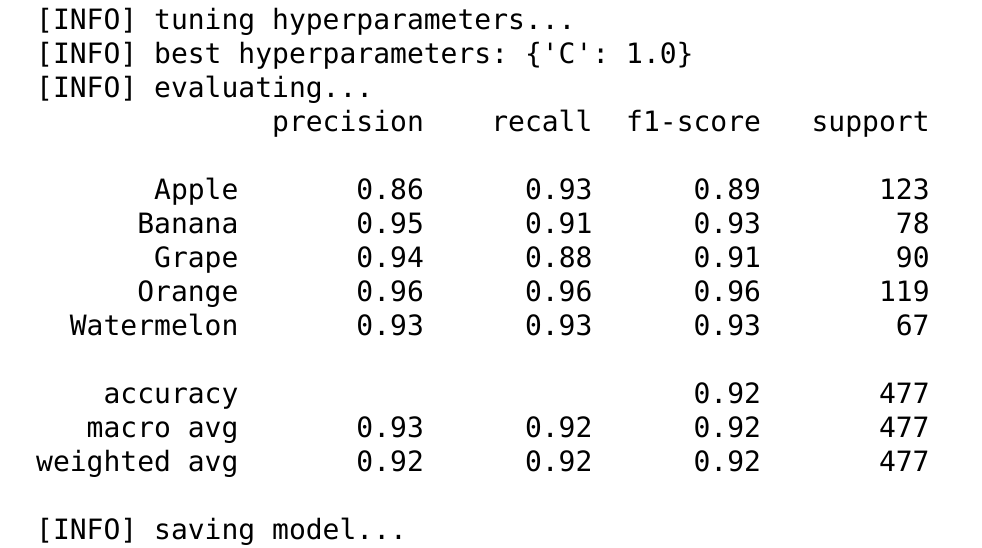 [INFO] tuning hyperparameters...
[INFO] best hyperparameters: {'C': 1.0}
[INFO] evaluating...
              precision    recall  f1-score   support

       Apple       0.86      0.93      0.89       123
      Banana       0.95      0.91      0.93        78
       Grape       0.94      0.88      0.91        90
      Orange       0.96      0.96      0.96       119
  Watermelon       0.93      0.93      0.93        67

    accuracy                           0.92       477
   macro avg       0.93      0.92      0.92       477
weighted avg       0.92      0.92      0.92       477

[INFO] saving model...